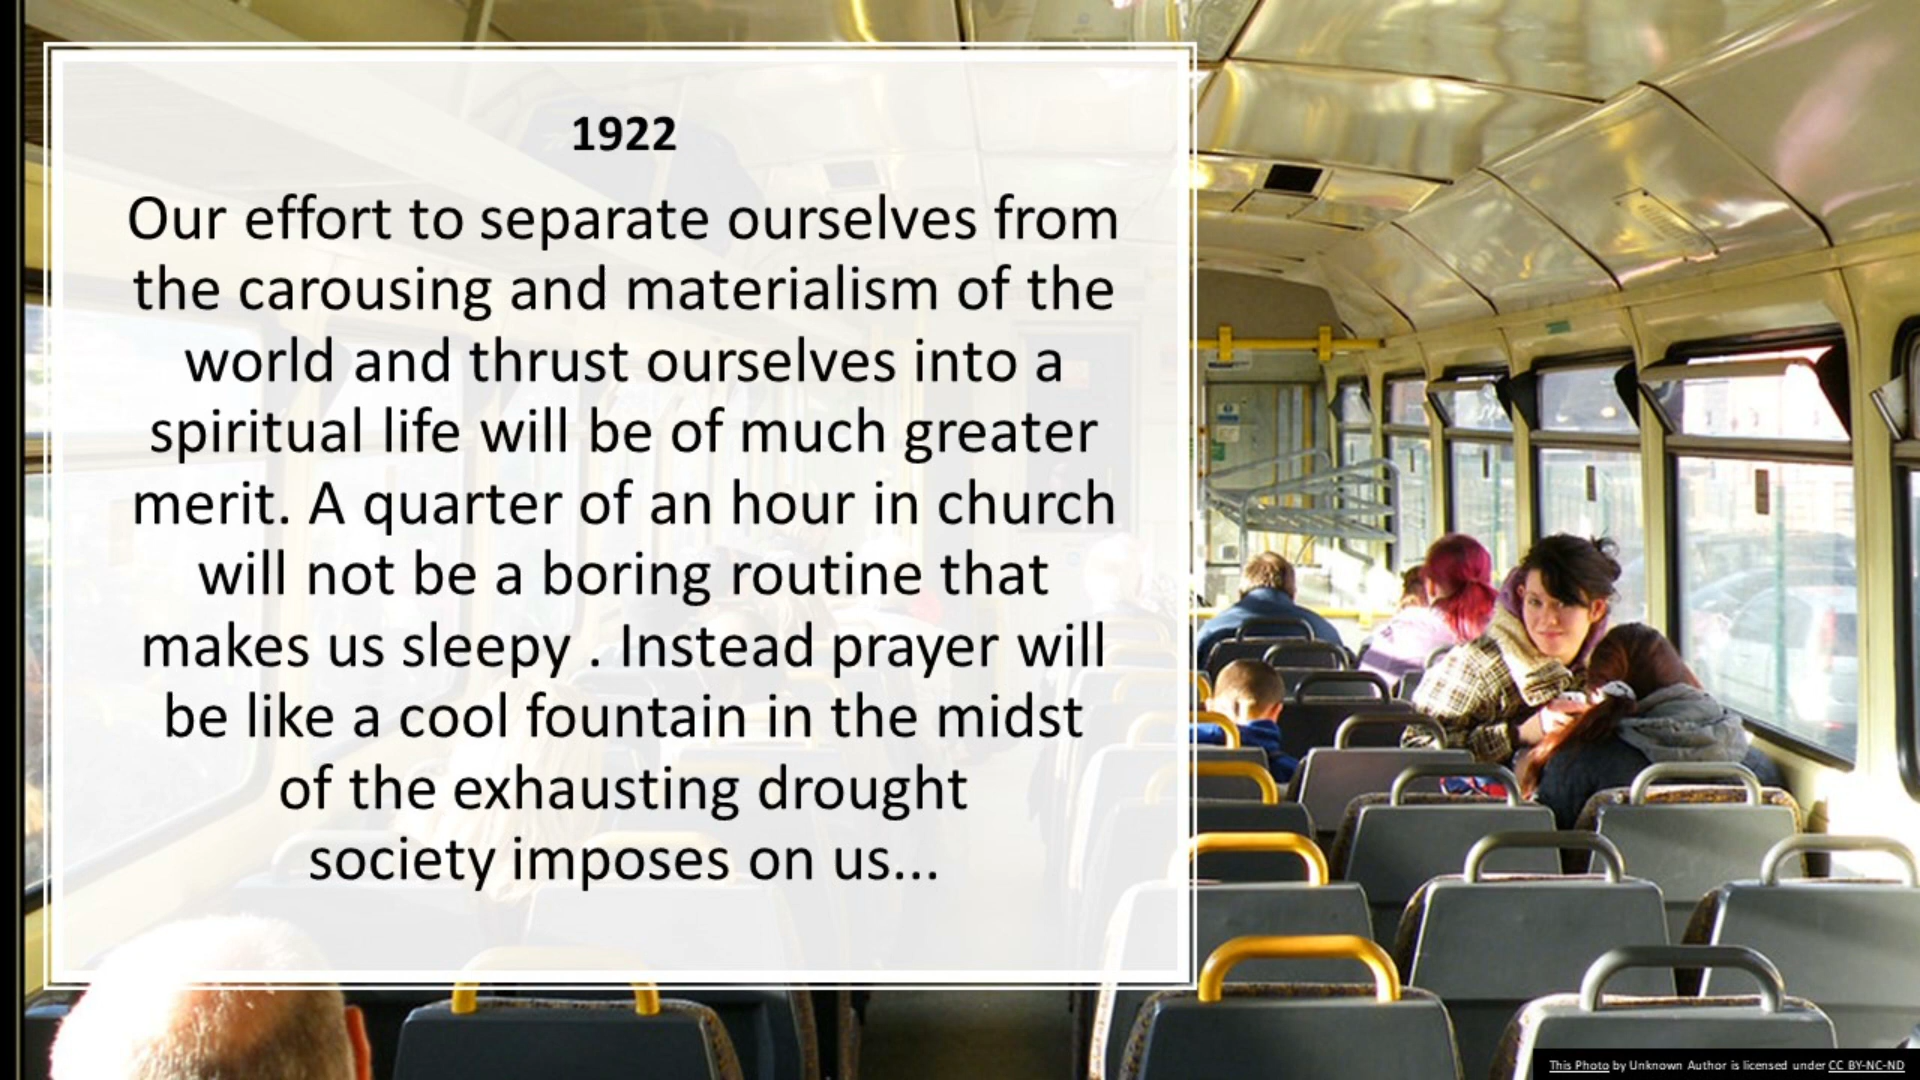 1922
Our effort to separate ourselves from
the carousing and materialism of the
world and thrust ourselves into a
spiritual life will be of much greater
merit. A quarter of an hour in church
will not be a boring routine that
makes us sleepy . Instead prayer will
be like a cool fountain in the midst
of the exhausting drought
society imposes on us...
This Photo by Unknown Author is licensed under CC BY-NC-ND